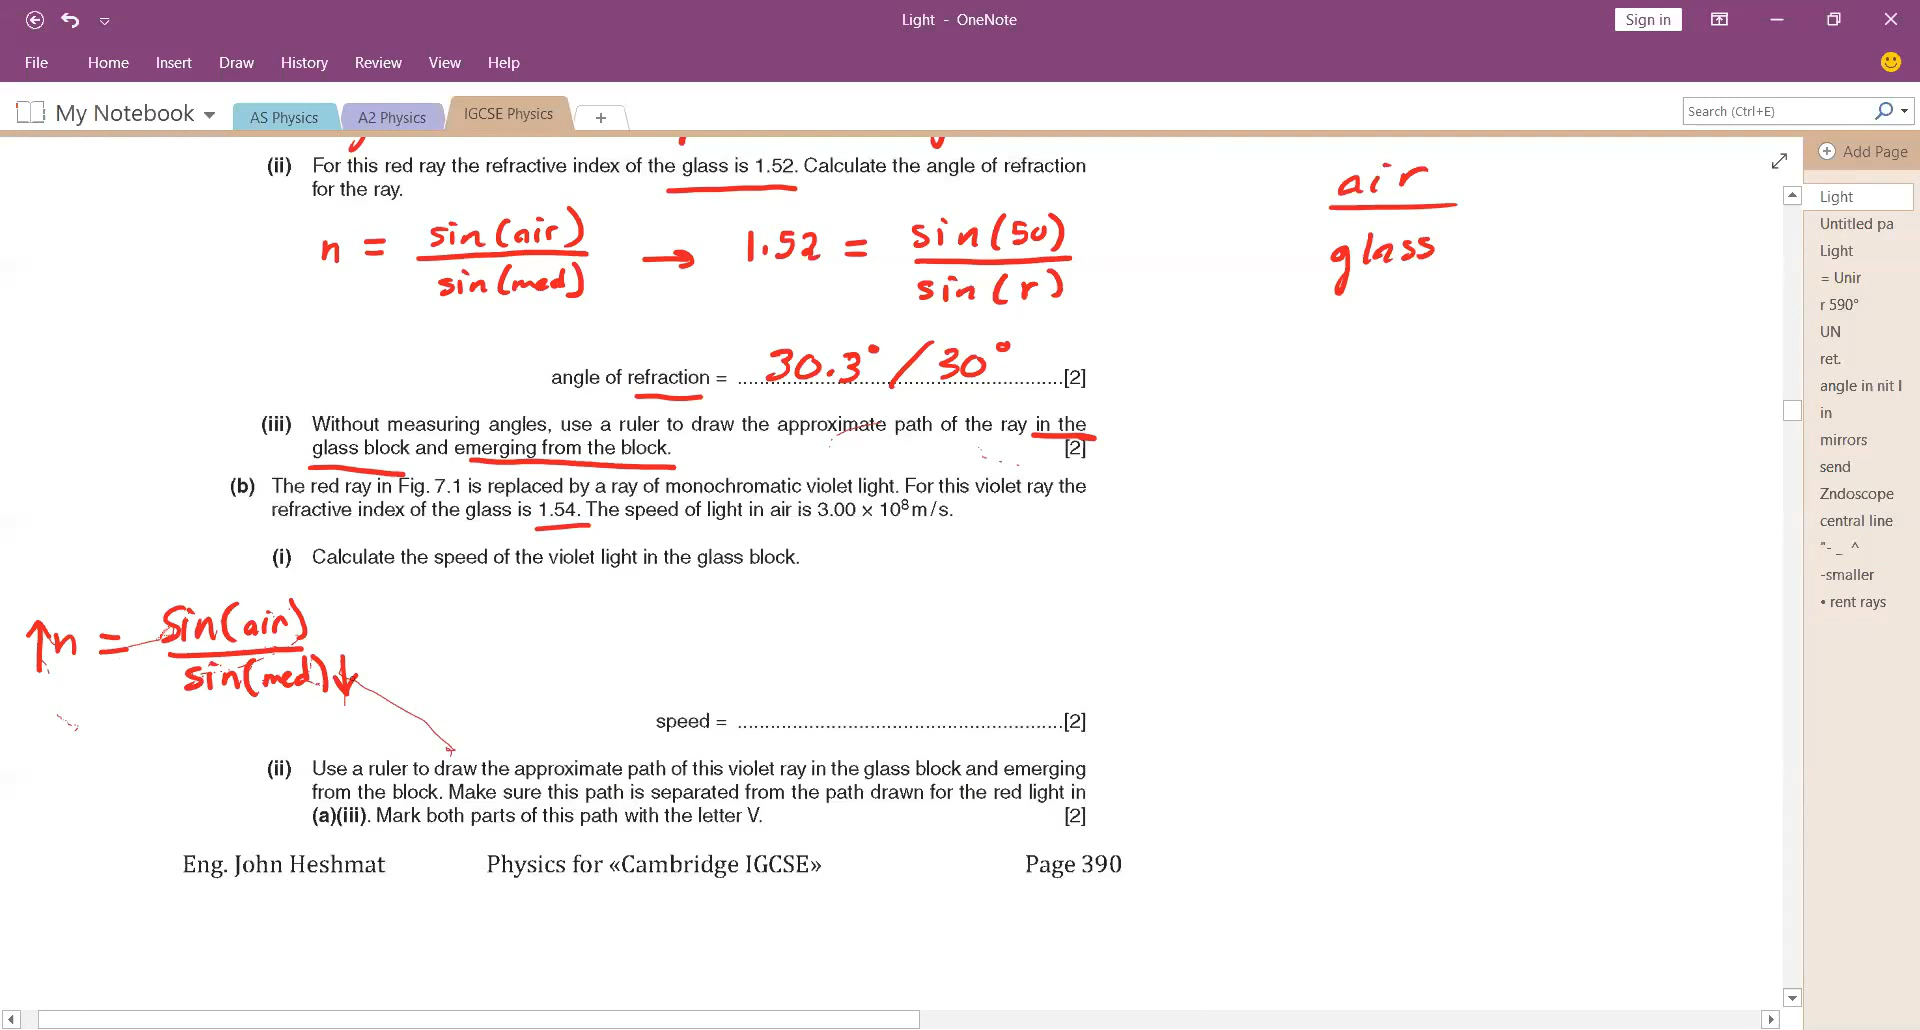 Light - OneNote
Sign in
File Home Insert Draw History Review View Help
My Notebook AS Physics A2 Physics IGCSE Physics +
Search (Ctrl+E)
Add Page
Light
Untitled pa
Light
= Unir
r 590°
UN
ret.
angle in nit I
in
mirrors
send
Zndoscope
central line
"- _ ^
-smaller
• rent rays
(ii) For this red ray the refractive index of the glass is 1.52. Calculate the angle of refraction
for the ray.
n = sin(air) / sin(med) → 1.52 = sin(50) / sin(r)
air
glass
30.3° / 30°
angle of refraction = ..........................................................[2]
(iii) Without measuring angles, use a ruler to draw the approximate path of the ray in the
glass block and emerging from the block. [2]
(b) The red ray in Fig. 7.1 is replaced by a ray of monochromatic violet light. For this violet ray the
refractive index of the glass is 1.54. The speed of light in air is 3.00 × 10⁸ m/s.
(i) Calculate the speed of the violet light in the glass block.
↑n = sin(air) / sin(med)↓
speed = ..........................................................[2]
(ii) Use a ruler to draw the approximate path of this violet ray in the glass block and emerging
from the block. Make sure this path is separated from the path drawn for the red light in
(a)(iii). Mark both parts of this path with the letter V. [2]
Eng. John Heshmat Physics for «Cambridge IGCSE» Page 390